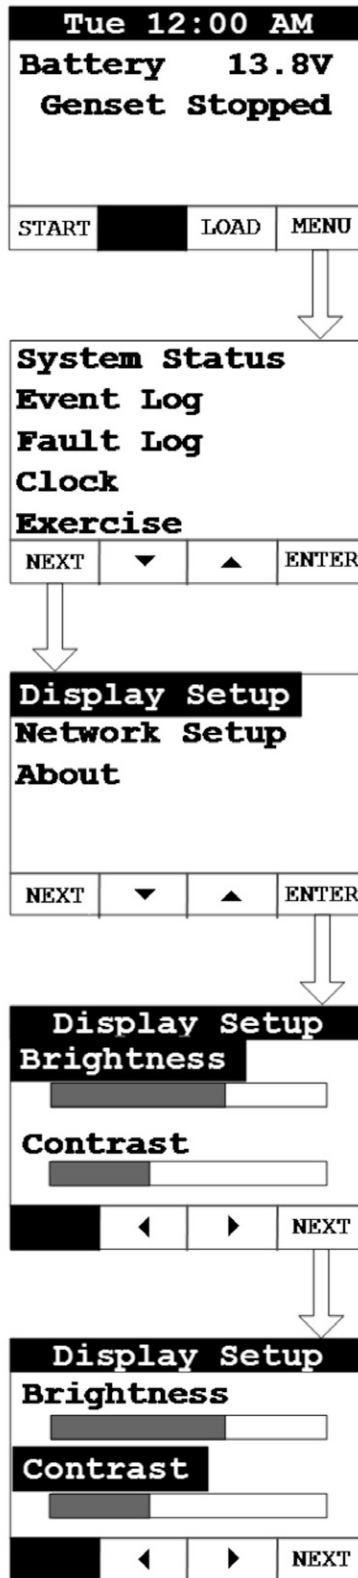 Tue 12:00 AM
Battery 13.8V
Genset Stopped
START LOAD MENU
System Status
Event Log
Fault Log
Clock
Exercise
NEXT ENTER
Display Setup
Network Setup
About
NEXT ENTER
Display Setup
Brightness
Contrast
NEXT
Display Setup
Brightness
Contrast
NEXT